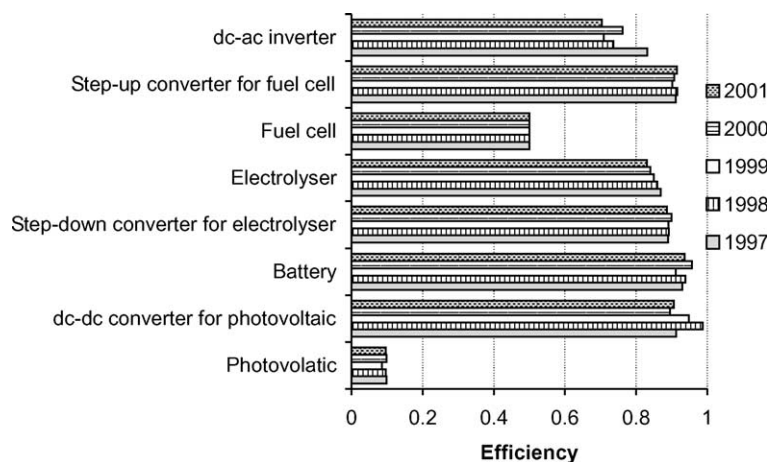 dc-ac inverter
Step-up converter for fuel cell
Fuel cell
Electrolyser
Step-down converter for electrolyser
Battery
dc-dc converter for photovoltaic
Photovolatic
0 0.2 0.4 0.6 0.8 1
Efficiency
2001
2000
1999
1998
1997